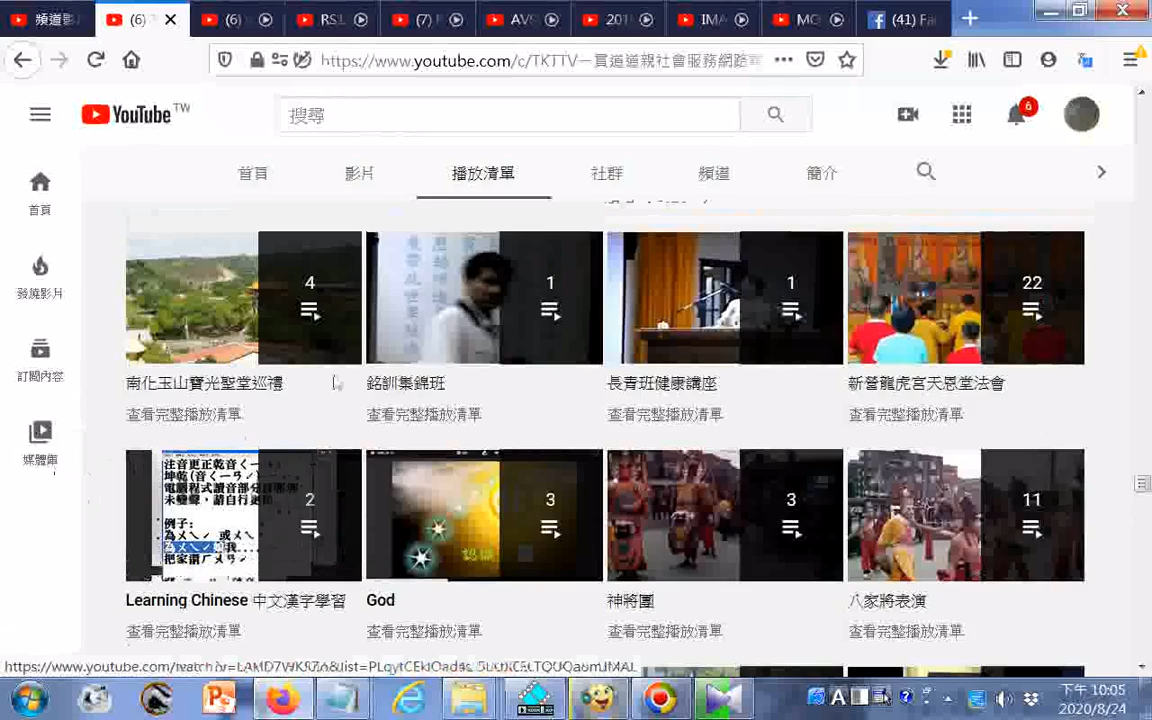 頻道影
(6)
RS
(7)
AVS
201
IMA
MC
(41) Fa
https://www.youtube.com/c/TKTTV一貫道道親社會服務網路
YouTube TW
搜尋
6
首頁
影片
播放清單
社群
頻道
簡介
首頁
發燒影片
訂閱內容
媒體庫
4
1
1
22
南化玉山寶光聖堂巡禮
銘訓集錦班
長青班健康講座
新營龍虎宮天恩堂法會
查看完整播放清單
查看完整播放清單
查看完整播放清單
查看完整播放清單
例子:
2
3
3
11
Learning Chinese 中文漢字學習
God
神將團
八家將表演
查看完整播放清單
查看完整播放清單
查看完整播放清單
查看完整播放清單
下午 10:05
2020/8/24